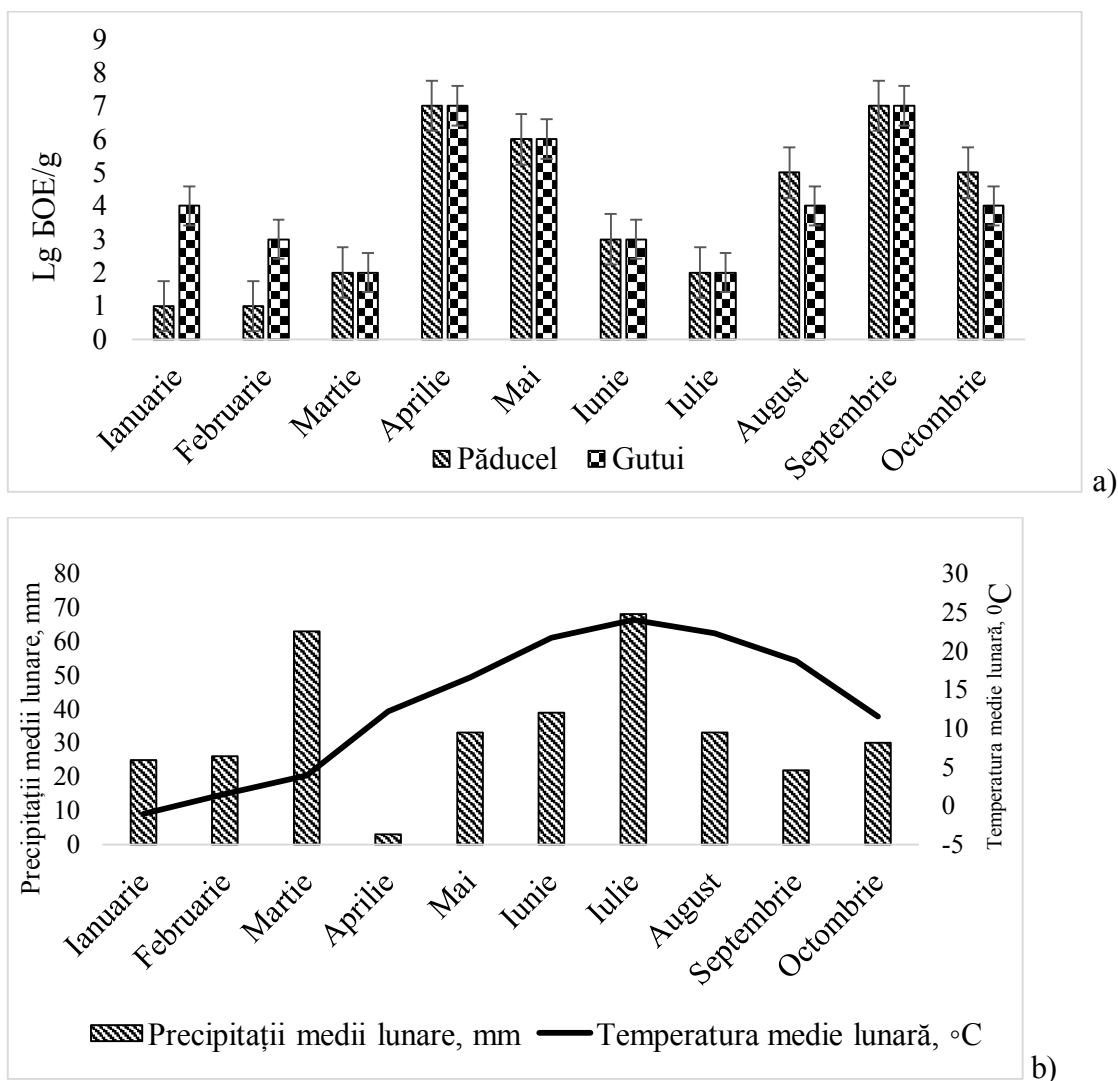 9
8
7
6
5
4
3
2
1
0
Lg БОЕ/g
Ianuarie
Februarie
Martie
Aprilie
Mai
Iunie
Iulie
August
Septembrie
Octombrie
Păducel
Gutui
a)
80
70
60
50
40
30
20
10
0
Precipitații medii lunare, mm
30
25
20
15
10
5
0
-5
Temperatura medie lunară, ⁰C
Ianuarie
Februarie
Martie
Aprilie
Mai
Iunie
Iulie
August
Septembrie
Octombrie
Precipitații medii lunare, mm
Temperatura medie lunară, ◦C
b)